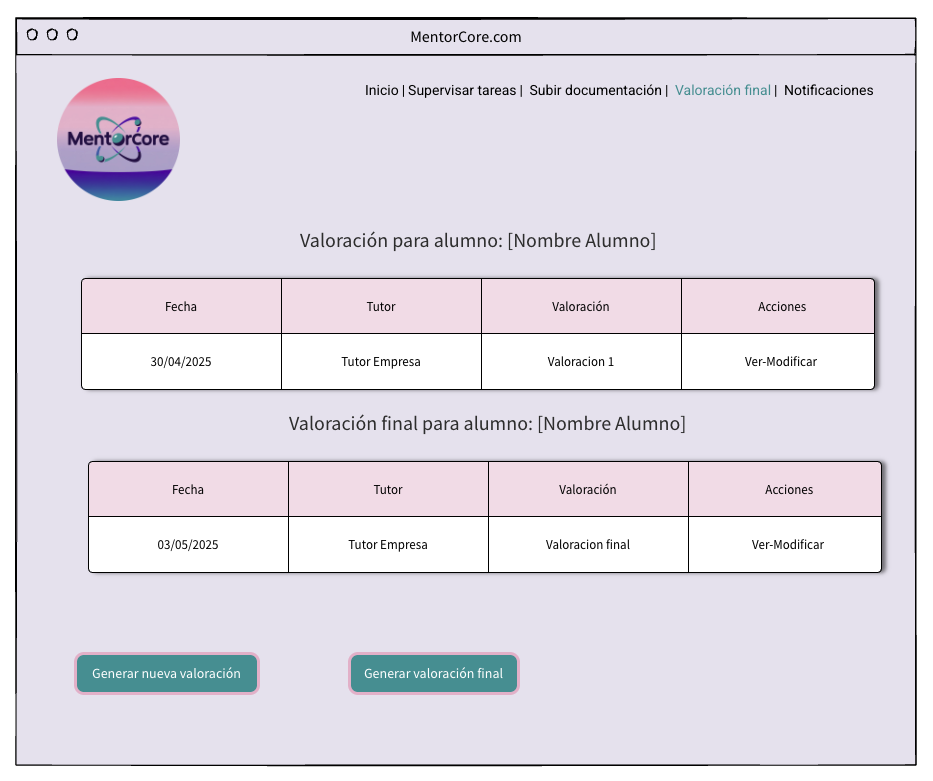 MentorCore.com
Inicio | Supervisar tareas | Subir documentación | Valoración final | Notificaciones
Mentorcore
Valoración para alumno: [Nombre Alumno]
Fecha Tutor Valoración Acciones
30/04/2025 Tutor Empresa Valoracion 1 Ver-Modificar
Valoración final para alumno: [Nombre Alumno]
Fecha Tutor Valoración Acciones
03/05/2025 Tutor Empresa Valoracion final Ver-Modificar
Generar nueva valoración Generar valoración final